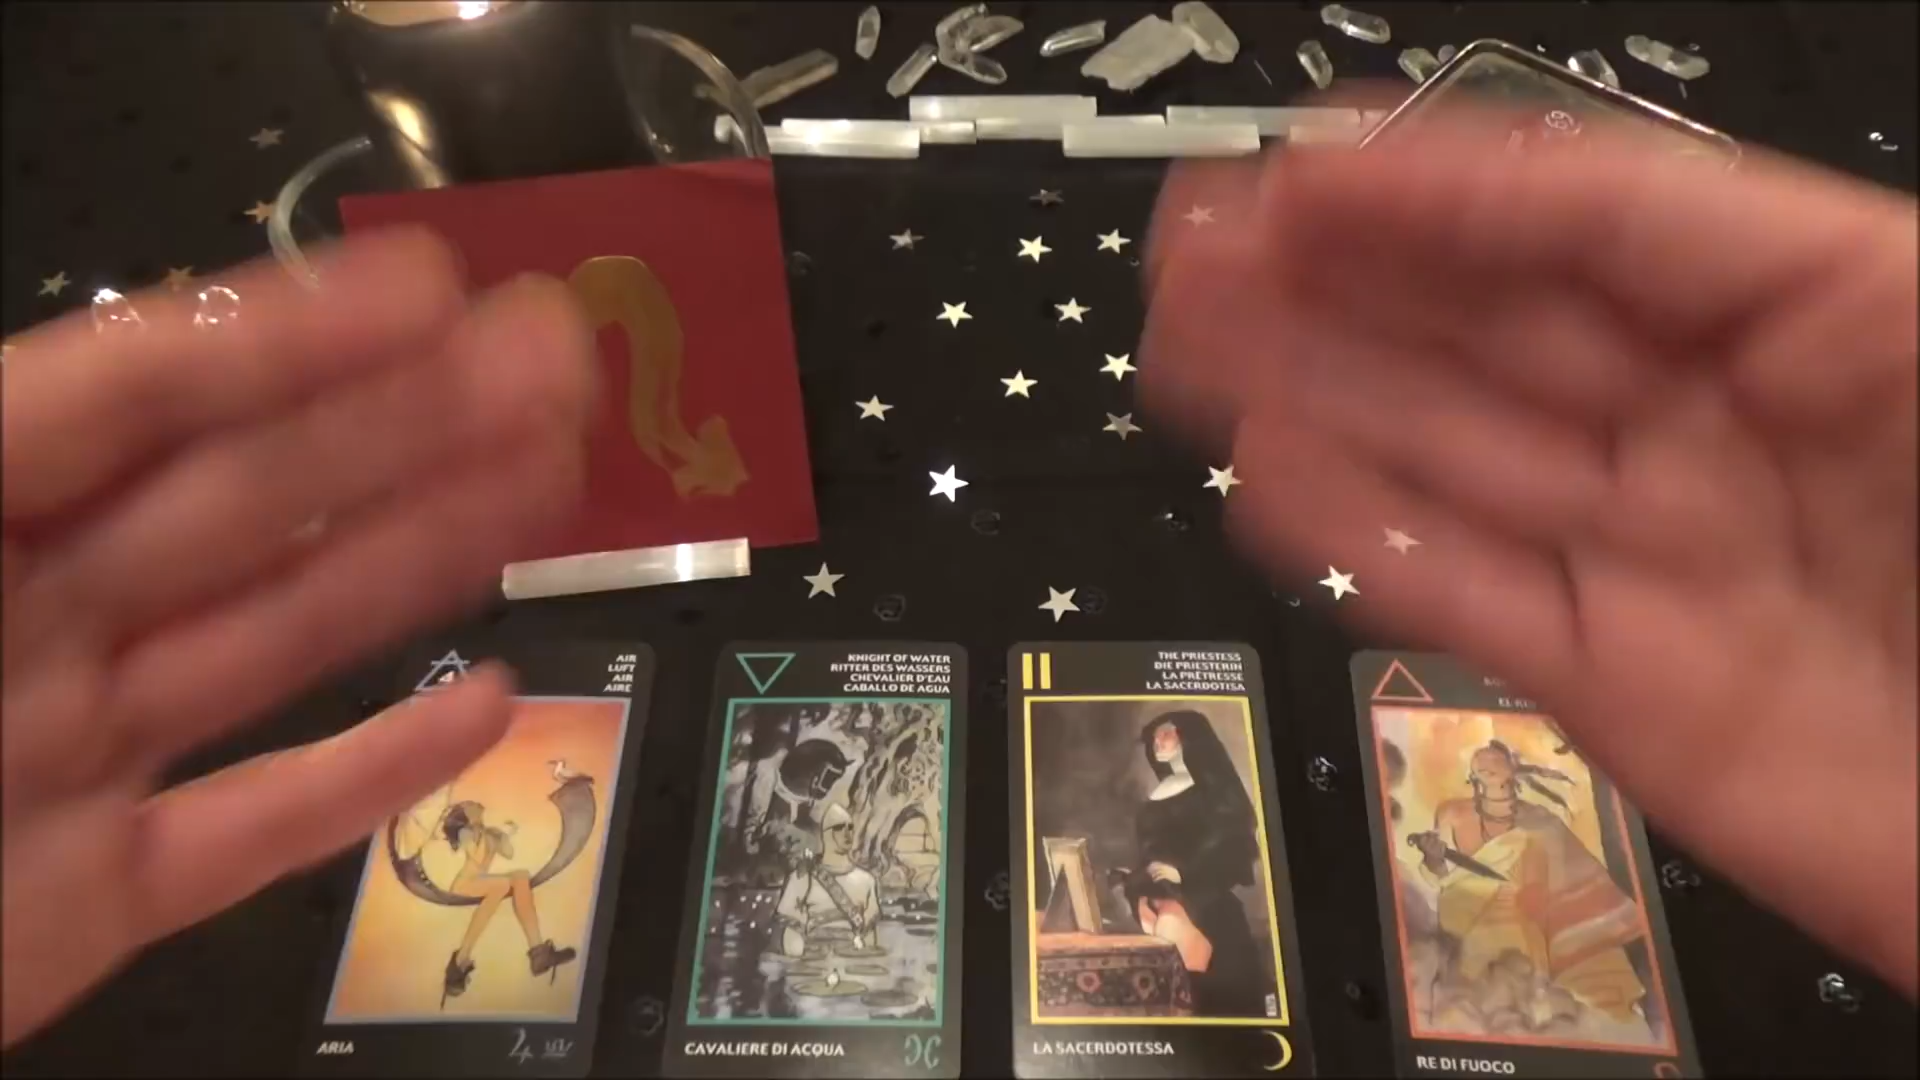 4
AIR
LUFT
AIR
AIRE
ARIA
KNIGHT OF WATER
RITTER DES WASSERS
CHEVALIER D'EAU
CABALLO DE AGUA
CAVALIERE DI ACQUA
II
THE PRIESTESS
DIE PRIESTERIN
LA PRÊTRESSE
LA SACERDOTISA
LA SACERDOTESSA
RE DI FUOCO